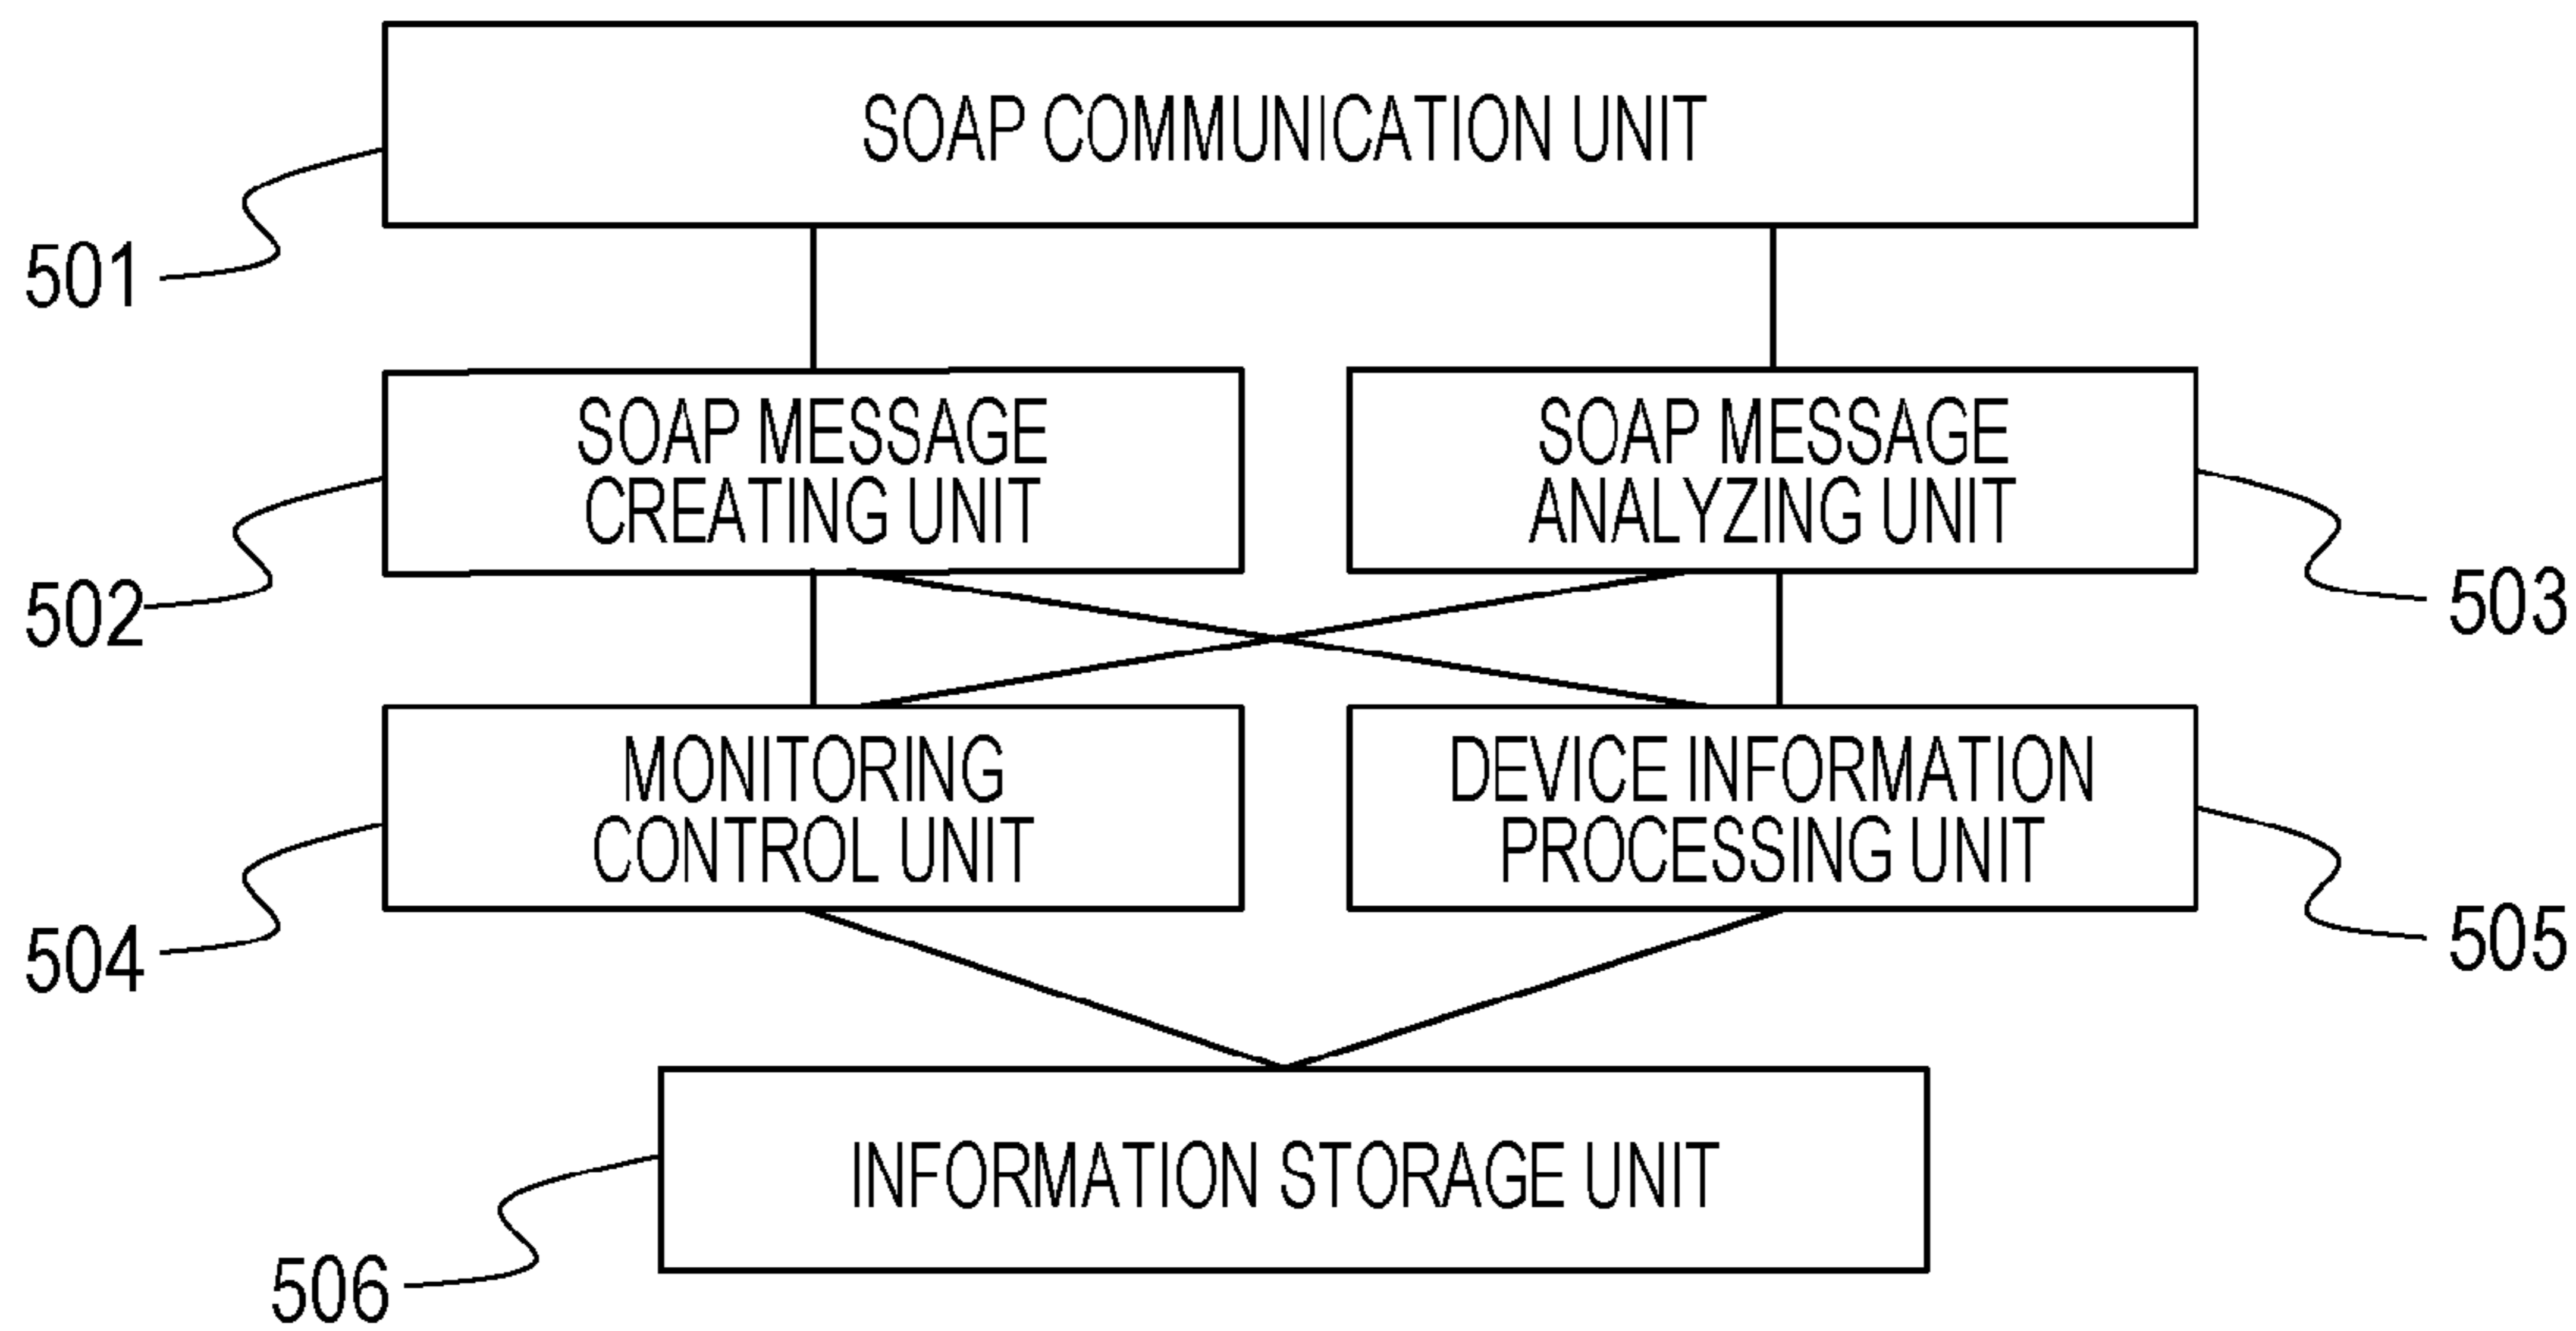 SOAP COMMUNICATION UNIT
501
SOAP MESSAGE
CREATING UNIT
502
SOAP MESSAGE
ANALYZING UNIT
503
MONITORING
CONTROL UNIT
504
DEVICE INFORMATION
PROCESSING UNIT
505
INFORMATION STORAGE UNIT
506